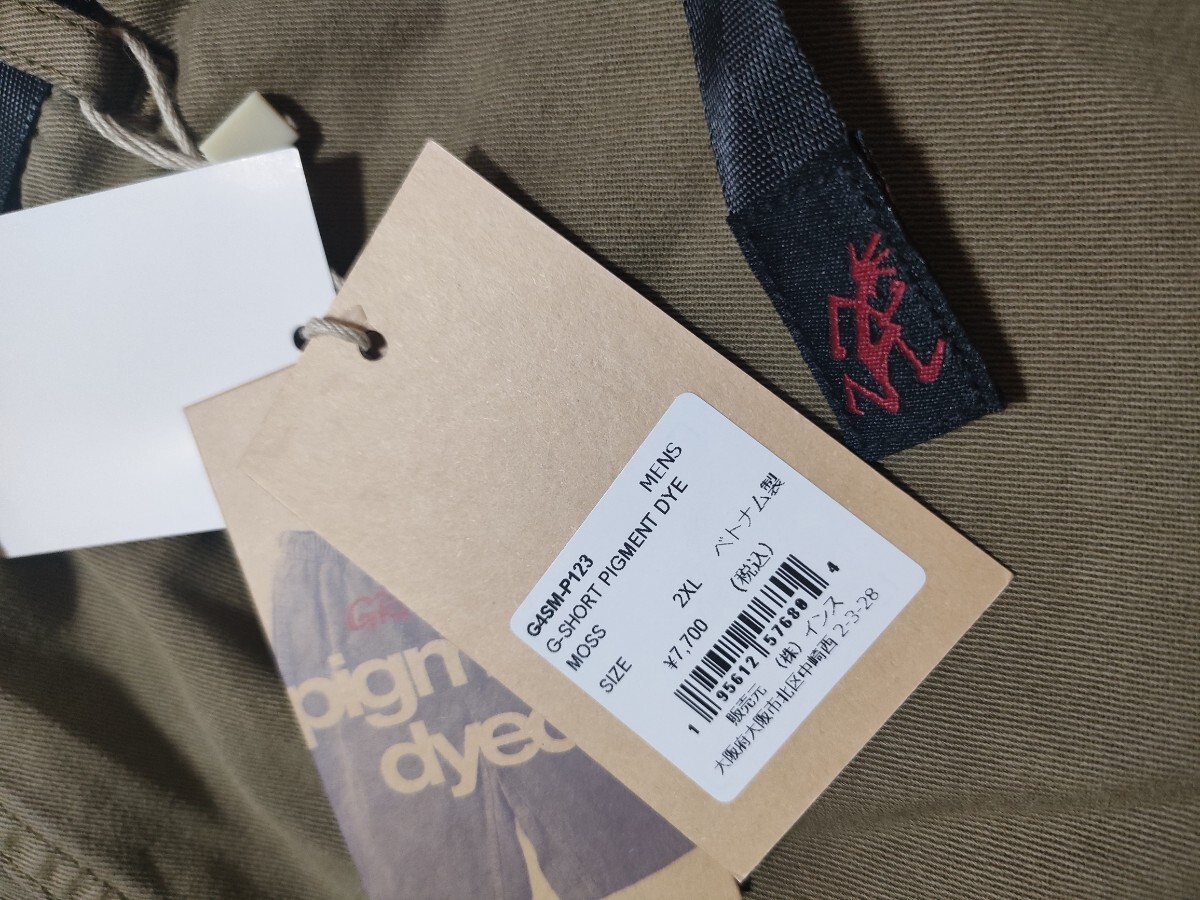 MENS
G4SM-P123
G-SHORT PIGMENT DYE
MOSS
ベトナム製
SIZE 2XL
¥7,700 (税込)
1 95612 57680 4
販売元 (株)インス
大阪府大阪市北区中崎西 2-3-28
pigm
dyed